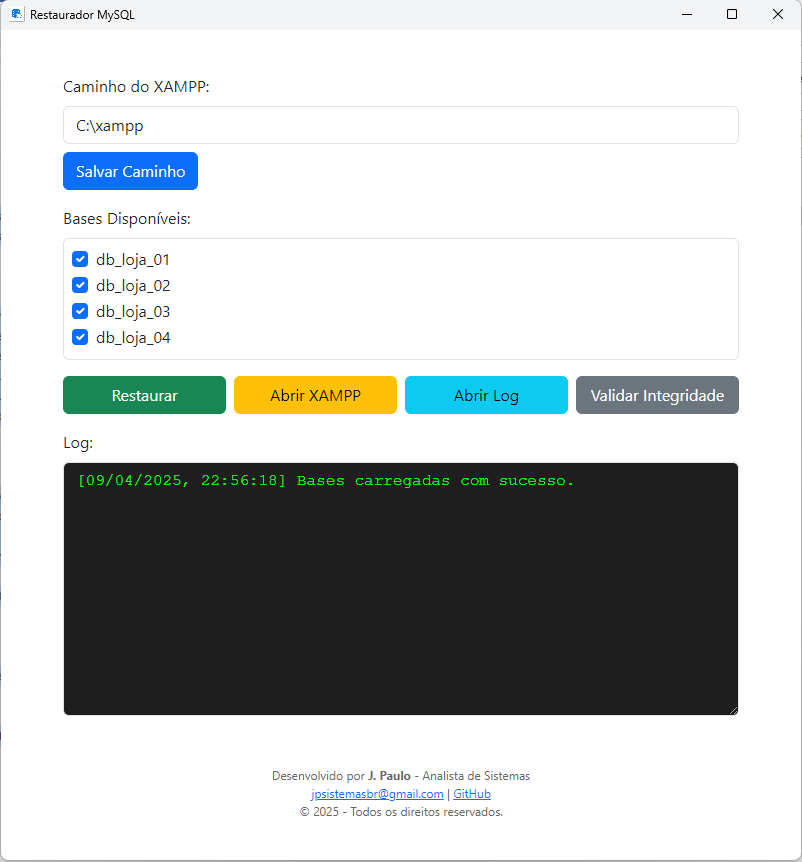 Restaurador MySQL
Caminho do XAMPP:
C:\xampp
Salvar Caminho
Bases Disponíveis:
db_loja_01
db_loja_02
db_loja_03
db_loja_04
Restaurar Abrir XAMPP Abrir Log Validar Integridade
Log:
[09/04/2025, 22:56:18] Bases carregadas com sucesso.
Desenvolvido por J. Paulo - Analista de Sistemas
jpsistemasbr@gmail.com | GitHub
© 2025 - Todos os direitos reservados.